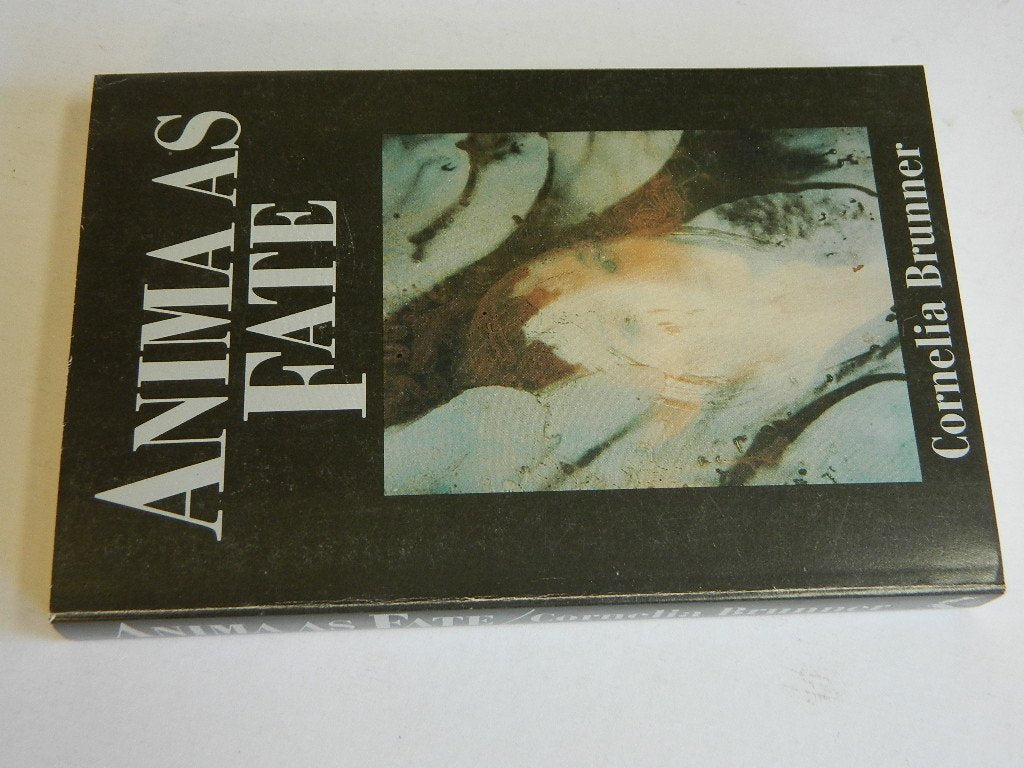 ANIMA AS
FATE
Cornelia Brunner
ANIMA AS FATE / Cornelia Brunner